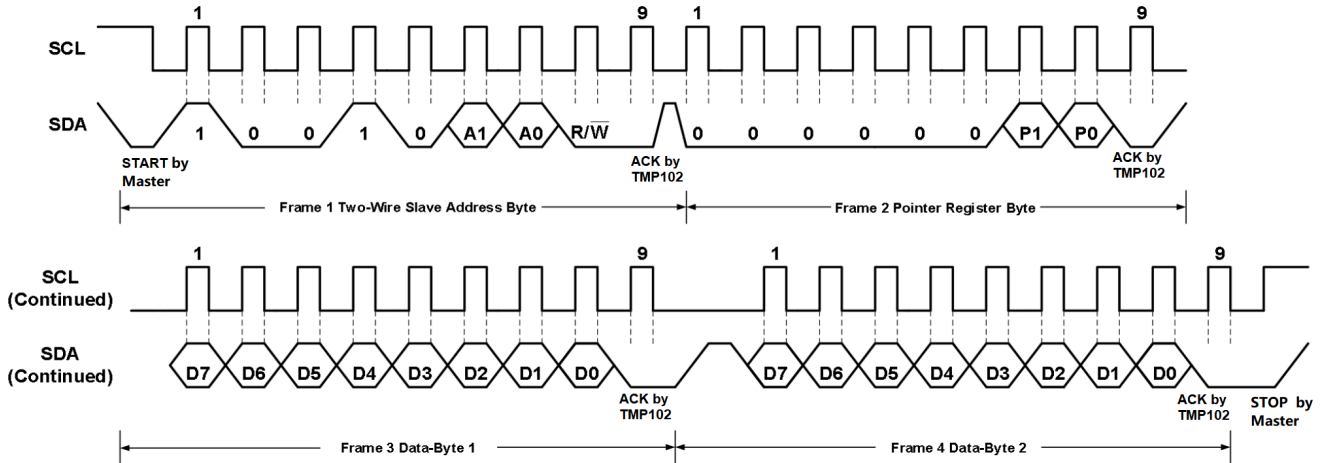 1 9 1 9
SCL
SDA
1 0 0 1 0 A1 A0 R/W̅ 0 0 0 0 0 0 P1 P0
START by
Master
ACK by
TMP102
ACK by
TMP102
Frame 1 Two-Wire Slave Address Byte
Frame 2 Pointer Register Byte
1 9 1 9
SCL
(Continued)
SDA
(Continued)
D7 D6 D5 D4 D3 D2 D1 D0 D7 D6 D5 D4 D3 D2 D1 D0
ACK by
TMP102
ACK by
TMP102
STOP by
Master
Frame 3 Data-Byte 1
Frame 4 Data-Byte 2